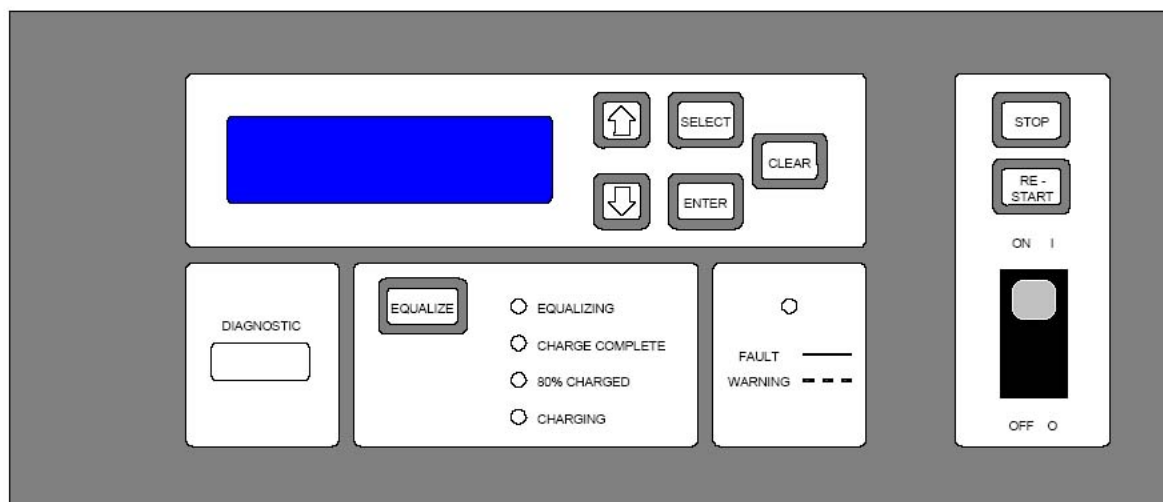 SELECT
CLEAR
ENTER
STOP
RE -
START
ON I
OFF O
DIAGNOSTIC
EQUALIZE
EQUALIZING
CHARGE COMPLETE
80% CHARGED
CHARGING
FAULT
WARNING